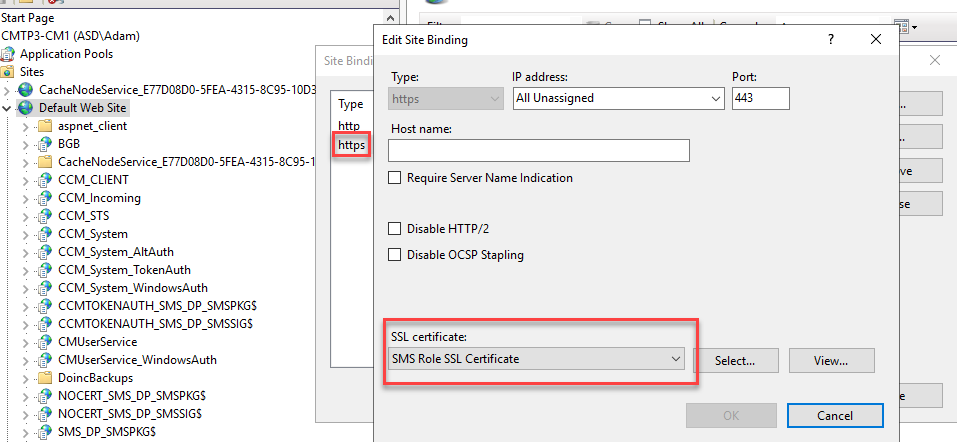 Start Page
CMTP3-CM1 (ASD\Adam)
Application Pools
Sites
CacheNodeService_E77D08D0-5FEA-4315-8C95-10D3
Default Web Site
aspnet_client
BGB
CacheNodeService_E77D08D0-5FEA-4315-8C95-1
CCM_CLIENT
CCM_Incoming
CCM_STS
CCM_System
CCM_System_AltAuth
CCM_System_TokenAuth
CCM_System_WindowsAuth
CCMTOKENAUTH_SMS_DP_SMSPKG$
CCMTOKENAUTH_SMS_DP_SMSSIG$
CMUserService
CMUserService_WindowsAuth
DoincBackups
NOCERT_SMS_DP_SMSPKG$
NOCERT_SMS_DP_SMSSIG$
SMS_DP_SMSPKG$
Site Bindi
Type
http
https
Edit Site Binding
?
Type:
IP address:
Port:
https
All Unassigned
443
Host name:
Require Server Name Indication
Disable HTTP/2
Disable OCSP Stapling
SSL certificate:
SMS Role SSL Certificate
Select...
View...
OK
Cancel
...
...
ve
se
e